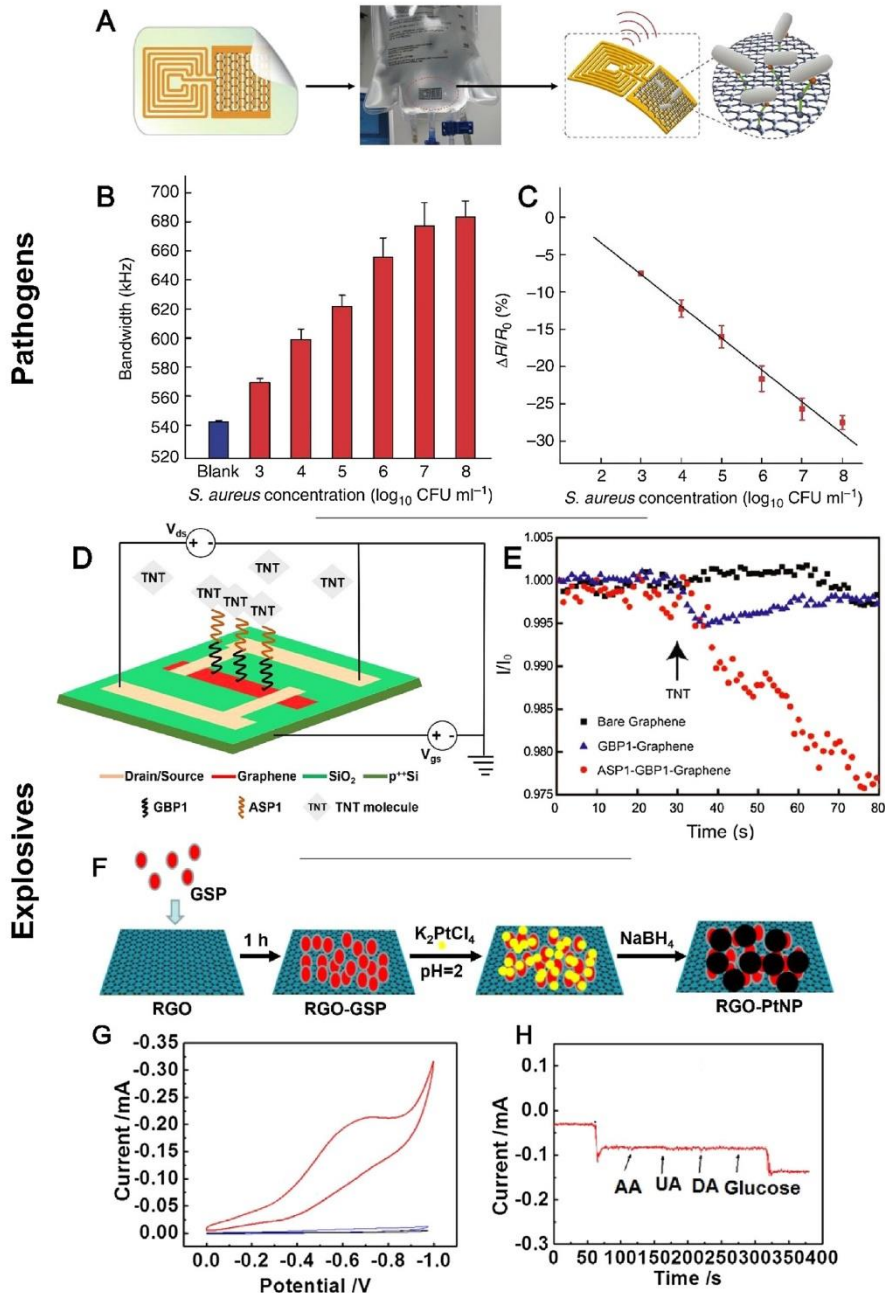 Pathogens
A
B
Bandwidth (kHz)
700
680
660
640
620
600
580
560
540
520
Blank 3 4 5 6 7 8
S. aureus concentration (log₁₀ CFU ml⁻¹)
C
ΔR/R₀ (%)
0
−5
−10
−15
−20
−25
−30
2 3 4 5 6 7 8
S. aureus concentration (log₁₀ CFU ml⁻¹)
Explosives
D
Vds
+ -
TNT
TNT
TNT
TNT
TNT
TNT
+ -
Vgs
Drain/Source Graphene SiO₂ p⁺⁺Si
GBP1 ASP1 TNT TNT molecule
E
I/I₀
1.005
1.000
0.995
0.990
0.985
0.980
0.975
TNT
Bare Graphene
GBP1-Graphene
ASP1-GBP1-Graphene
0 10 20 30 40 50 60 70 80
Time (s)
F
GSP
1 h
K₂PtCl₄
pH=2
NaBH₄
RGO
RGO-GSP
RGO-PtNP
G
Current /mA
-0.35
-0.30
-0.25
-0.20
-0.15
-0.10
-0.05
0.00
0.0 -0.2 -0.4 -0.6 -0.8 -1.0
Potential /V
H
Current /mA
0.1
0.0
-0.1
-0.2
-0.3
AA UA DA Glucose
0 50 100 150 200 250 300 350 400
Time /s